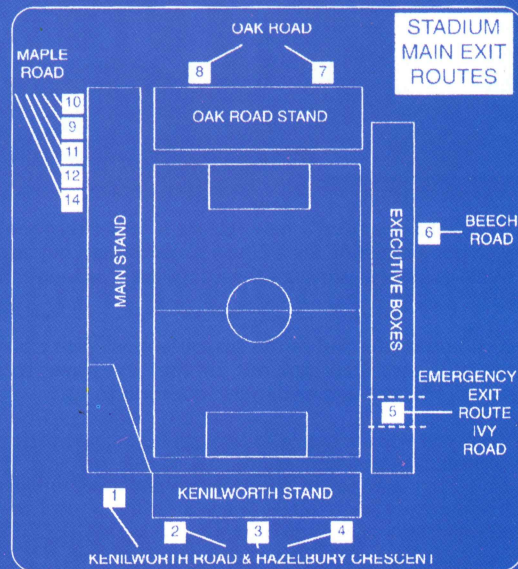 OAK ROAD
STADIUM
MAIN EXIT
ROUTES
MAPLE
ROAD
8
7
10
9
11
12
14
OAK ROAD STAND
MAIN STAND
EXECUTIVE BOXES
6
BEECH
ROAD
EMERGENCY
EXIT
ROUTE
IVY
ROAD
5
KENILWORTH STAND
1
2
3
4
KENILWORTH ROAD & HAZELBURY CRESCENT